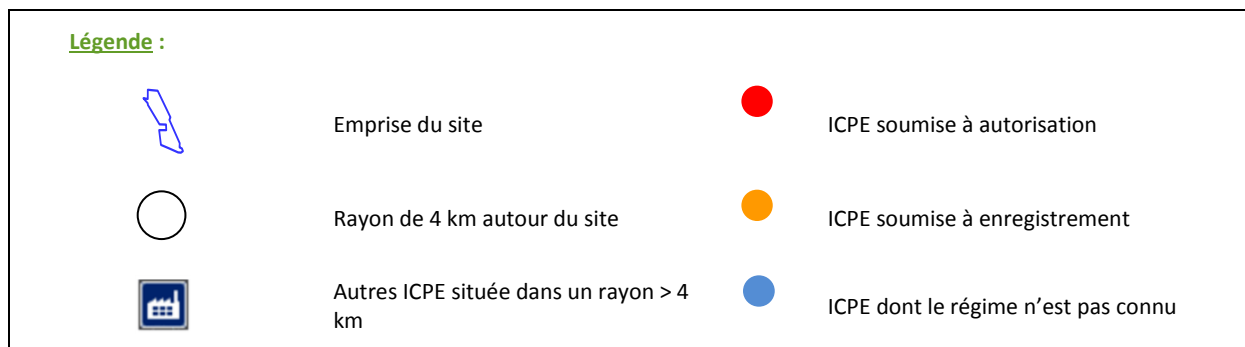 Légende :
Emprise du site
ICPE soumise à autorisation
Rayon de 4 km autour du site
ICPE soumise à enregistrement
Autres ICPE située dans un rayon > 4
km
ICPE dont le régime n’est pas connu